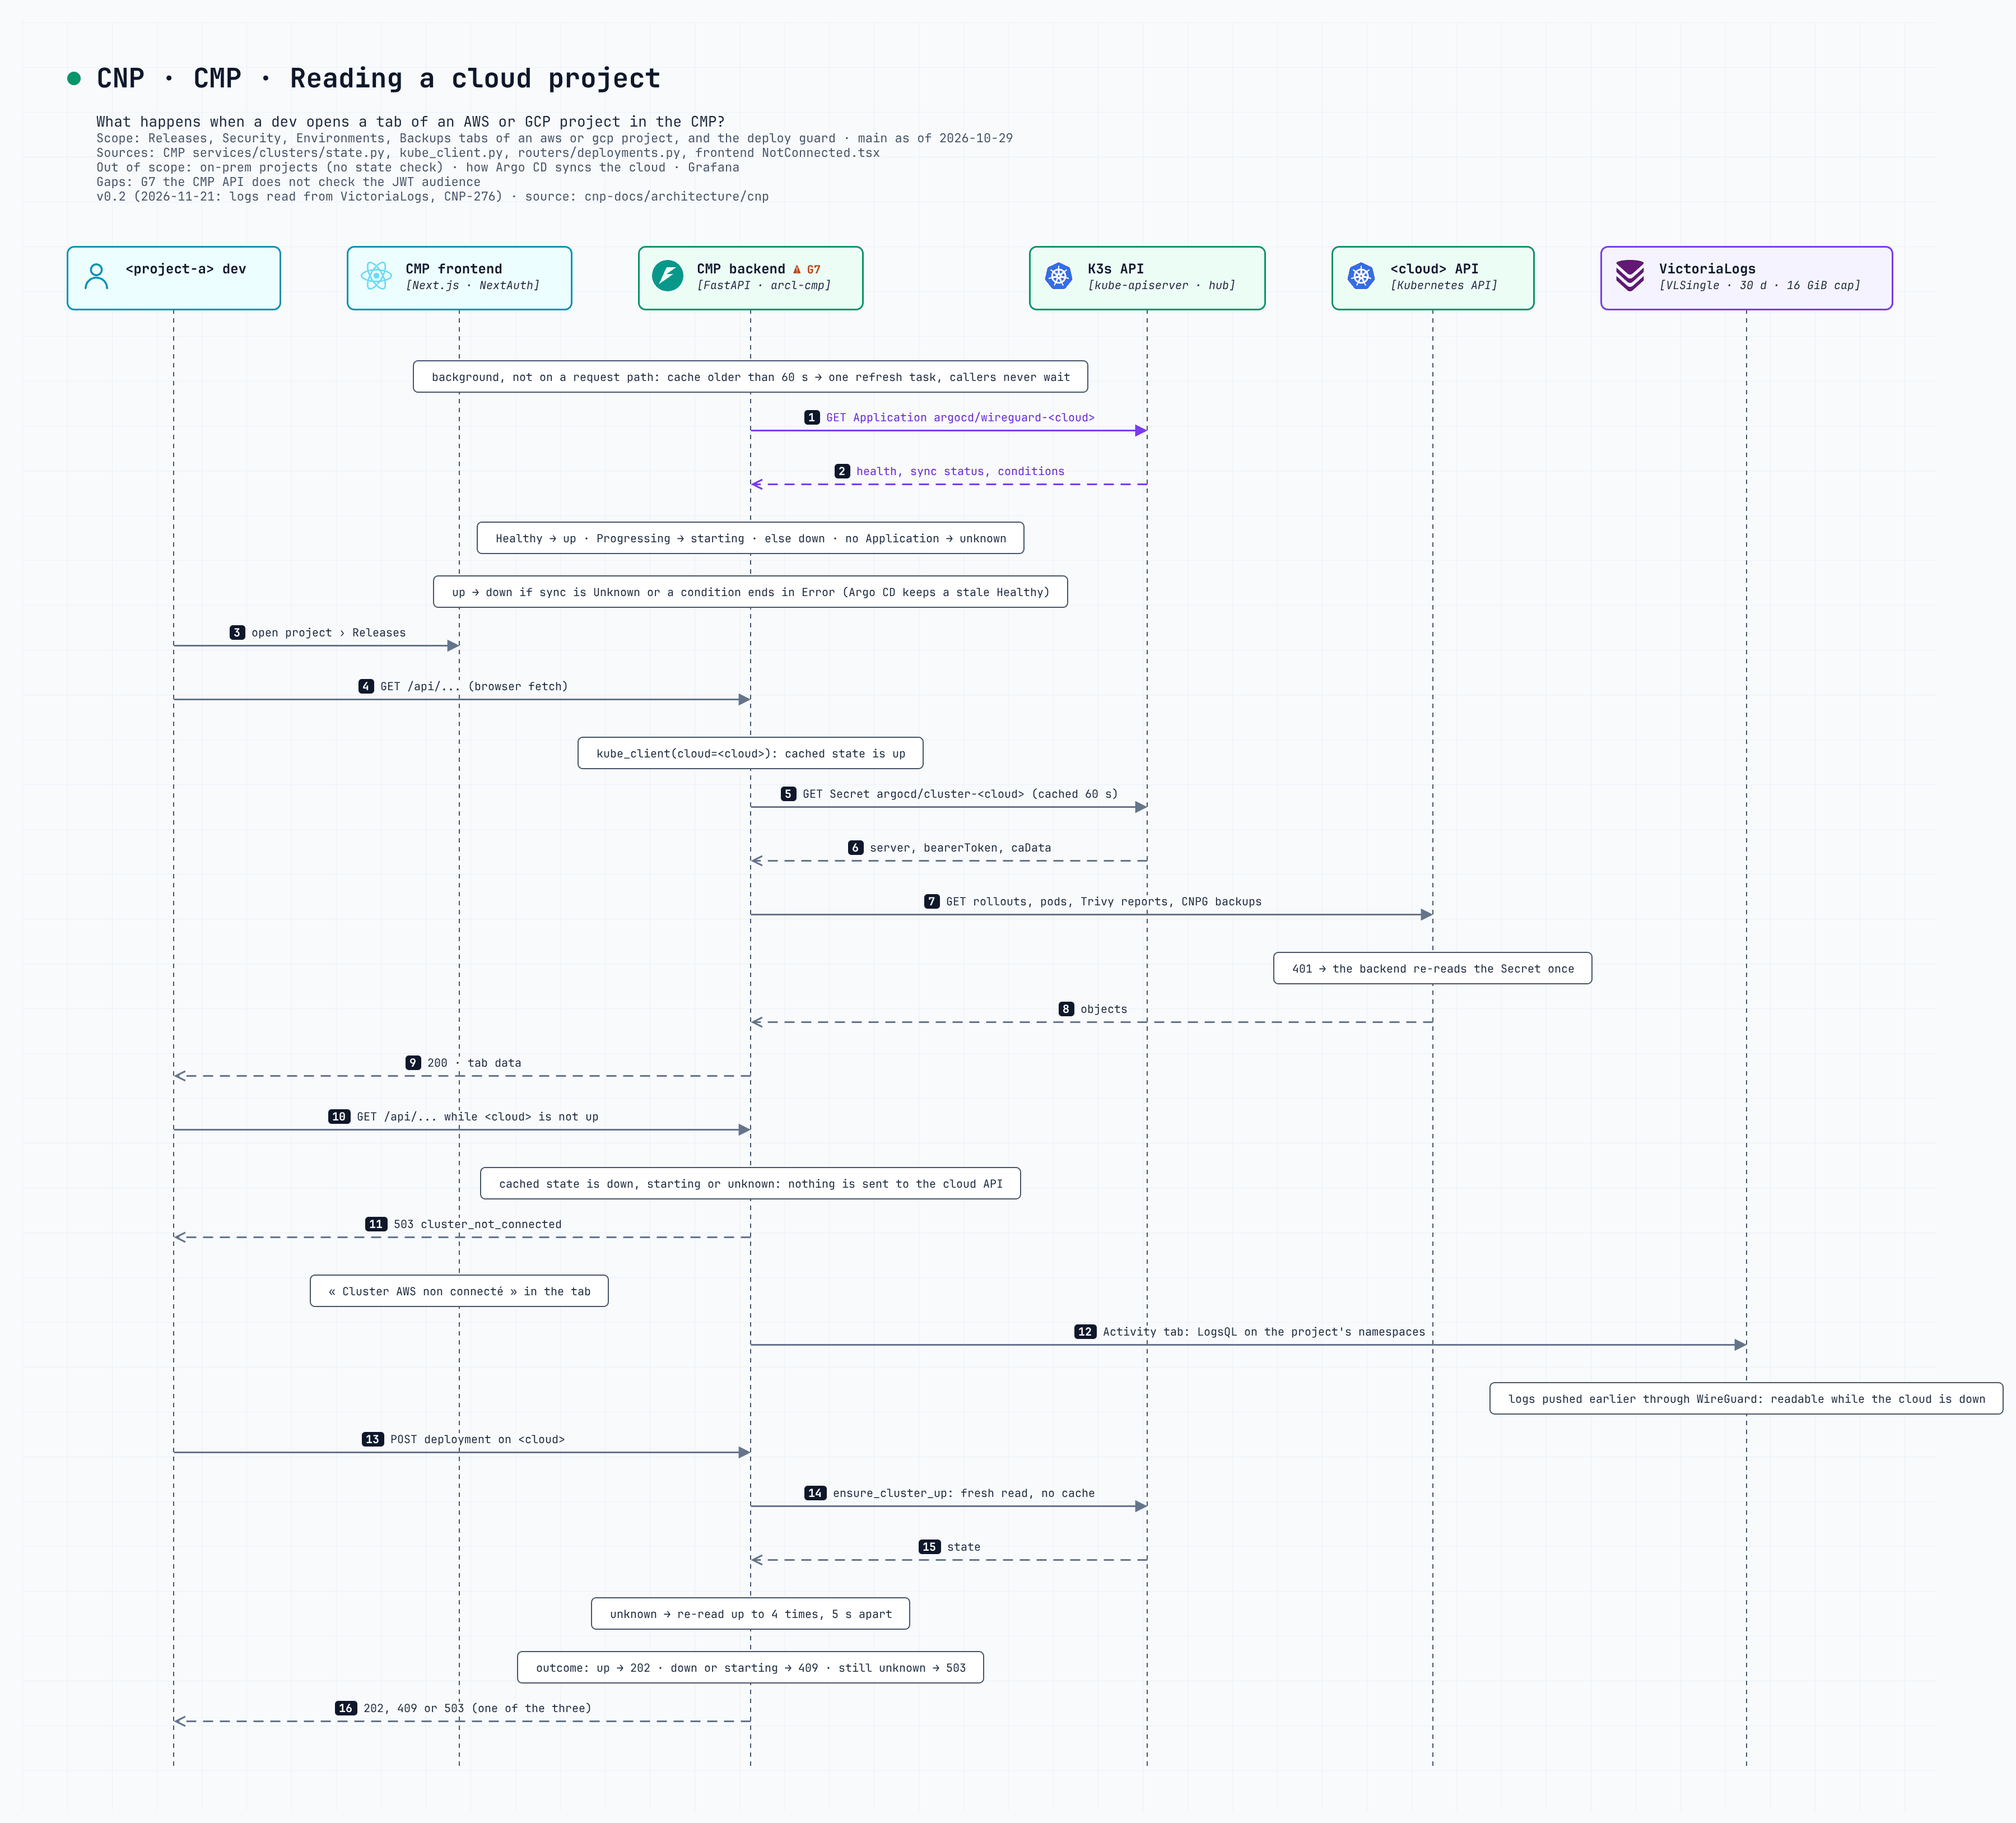 CNP · CMP · Reading a cloud project
What happens when a dev opens a tab of an AWS or GCP project in the CMP?
Scope: Releases, Security, Environments, Backups tabs of an aws or gcp project, and the deploy guard · main as of 2026-10-29
Sources: CMP services/clusters/state.py, kube_client.py, routers/deployments.py, frontend NotConnected.tsx
Out of scope: on-prem projects (no state check) · how Argo CD syncs the cloud · Grafana
Gaps: G7 the CMP API does not check the JWT audience
v0.2 (2026-11-21: logs read from VictoriaLogs, CNP-276) · source: cnp-docs/architecture/cnp
<project-a> dev
CMP frontend
[Next.js · NextAuth]
CMP backend ⚠ G7
[FastAPI · arcl-cmp]
K3s API
[kube-apiserver · hub]
<cloud> API
[Kubernetes API]
VictoriaLogs
[VLSingle · 30 d · 16 GiB cap]
background, not on a request path: cache older than 60 s → one refresh task, callers never wait
1 GET Application argocd/wireguard-<cloud>
2 health, sync status, conditions
Healthy → up · Progressing → starting · else down · no Application → unknown
up → down if sync is Unknown or a condition ends in Error (Argo CD keeps a stale Healthy)
3 open project › Releases
4 GET /api/... (browser fetch)
kube_client(cloud=<cloud>): cached state is up
5 GET Secret argocd/cluster-<cloud> (cached 60 s)
6 server, bearerToken, caData
7 GET rollouts, pods, Trivy reports, CNPG backups
401 → the backend re-reads the Secret once
8 objects
9 200 · tab data
10 GET /api/... while <cloud> is not up
cached state is down, starting or unknown: nothing is sent to the cloud API
11 503 cluster_not_connected
« Cluster AWS non connecté » in the tab
12 Activity tab: LogsQL on the project's namespaces
logs pushed earlier through WireGuard: readable while the cloud is down
13 POST deployment on <cloud>
14 ensure_cluster_up: fresh read, no cache
15 state
unknown → re-read up to 4 times, 5 s apart
outcome: up → 202 · down or starting → 409 · still unknown → 503
16 202, 409 or 503 (one of the three)